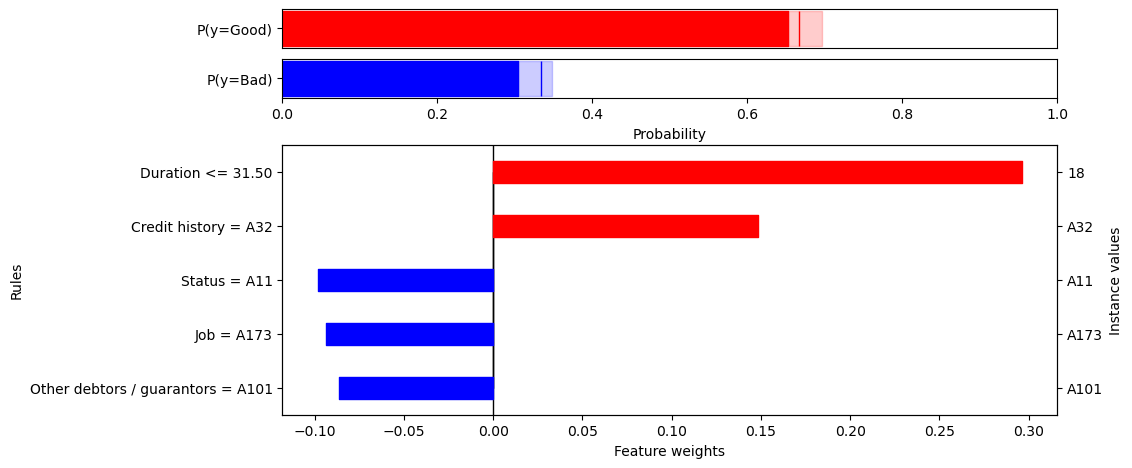 P(y=Good)
P(y=Bad)
0.0 0.2 0.4 0.6 0.8 1.0
Probability
Rules
Duration <= 31.50 18
Credit history = A32 A32
Status = A11 A11
Job = A173 A173
Other debtors / guarantors = A101 A101
Instance values
−0.10 −0.05 0.00 0.05 0.10 0.15 0.20 0.25 0.30
Feature weights